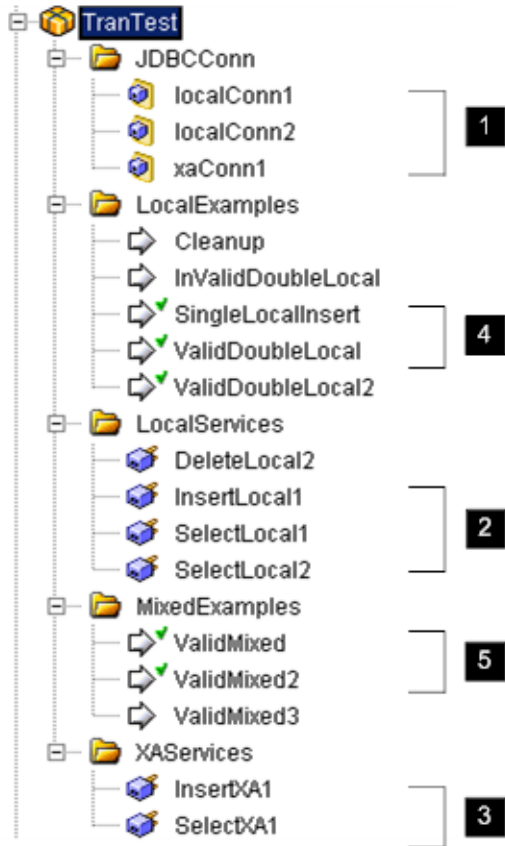 TranTest
JDBCConn
localConn1
localConn2
1
xaConn1
LocalExamples
Cleanup
InValidDoubleLocal
SingleLocalInsert
4
ValidDoubleLocal
ValidDoubleLocal2
LocalServices
DeleteLocal2
InsertLocal1
SelectLocal1
2
SelectLocal2
MixedExamples
ValidMixed
5
ValidMixed2
ValidMixed3
XAServices
InsertXA1
SelectXA1
3